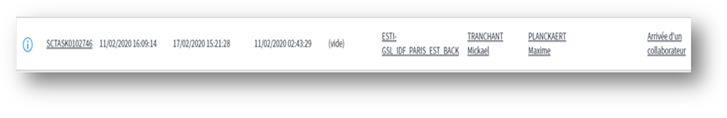 SCTASK0102746 11/02/2020 16:09:14 17/02/2020 15:21:28 11/02/2020 02:43:29 (vide) ESTI- TRANCHANT PLANCKAERT Arrivée d'un
GSL_IDF_PARIS_EST_BACK Mickael Maxime collaborateur